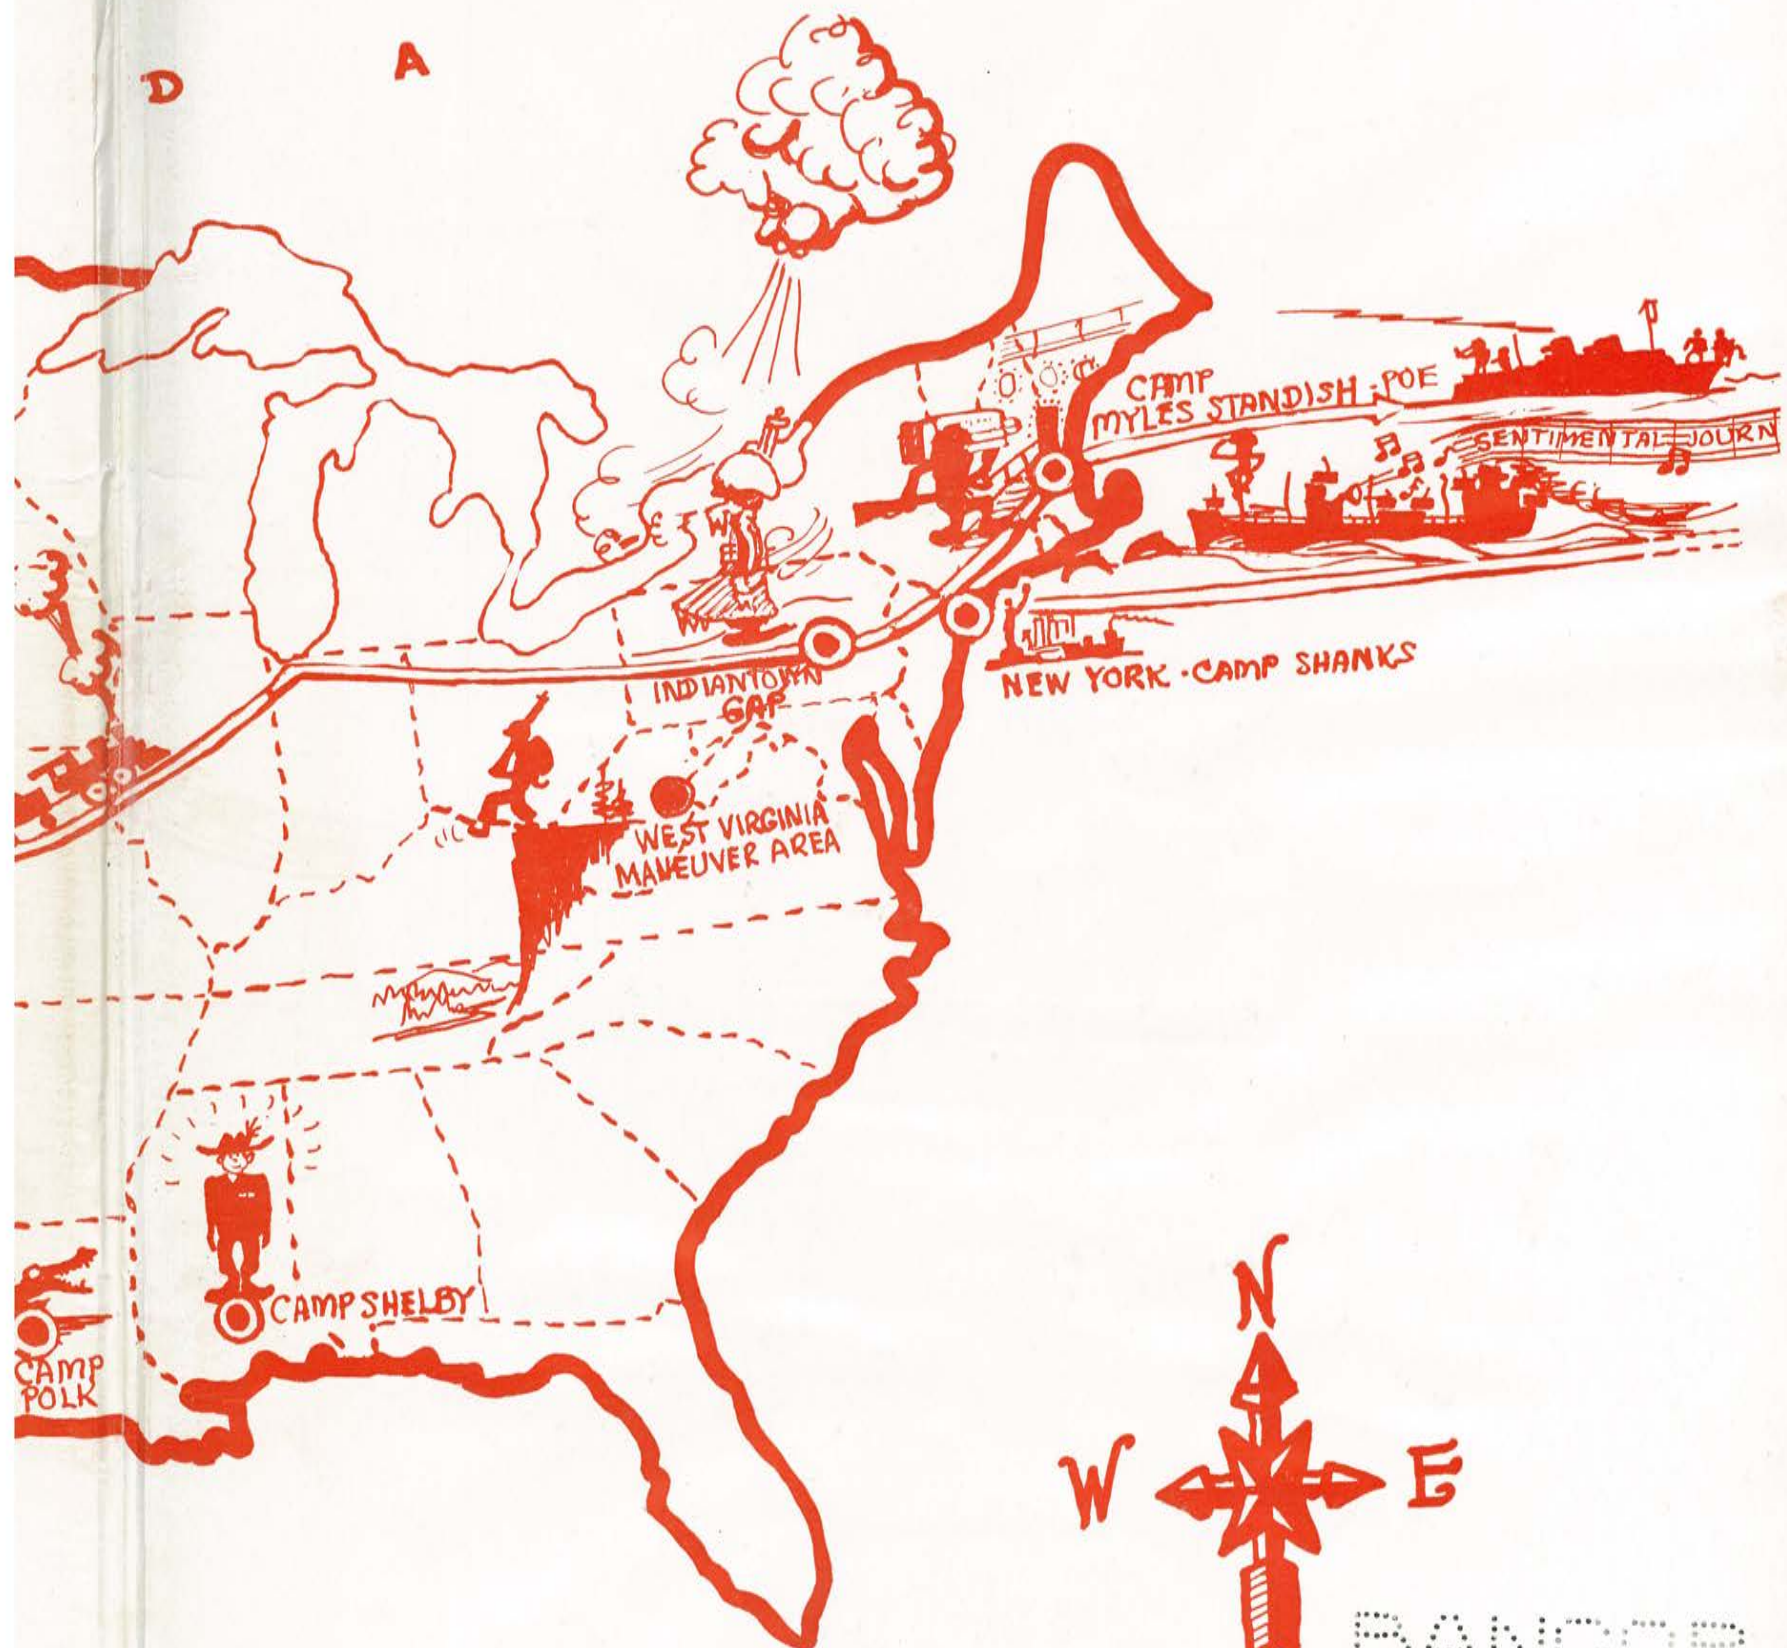 D A
CAMP
MYLES STANDISH · POE
SENTIMENTAL JOURN
INDIANTOWN
GAP
NEW YORK · CAMP SHANKS
WEST VIRGINIA
MANEUVER AREA
CAMP SHELBY
CAMP
POLK
N
W E